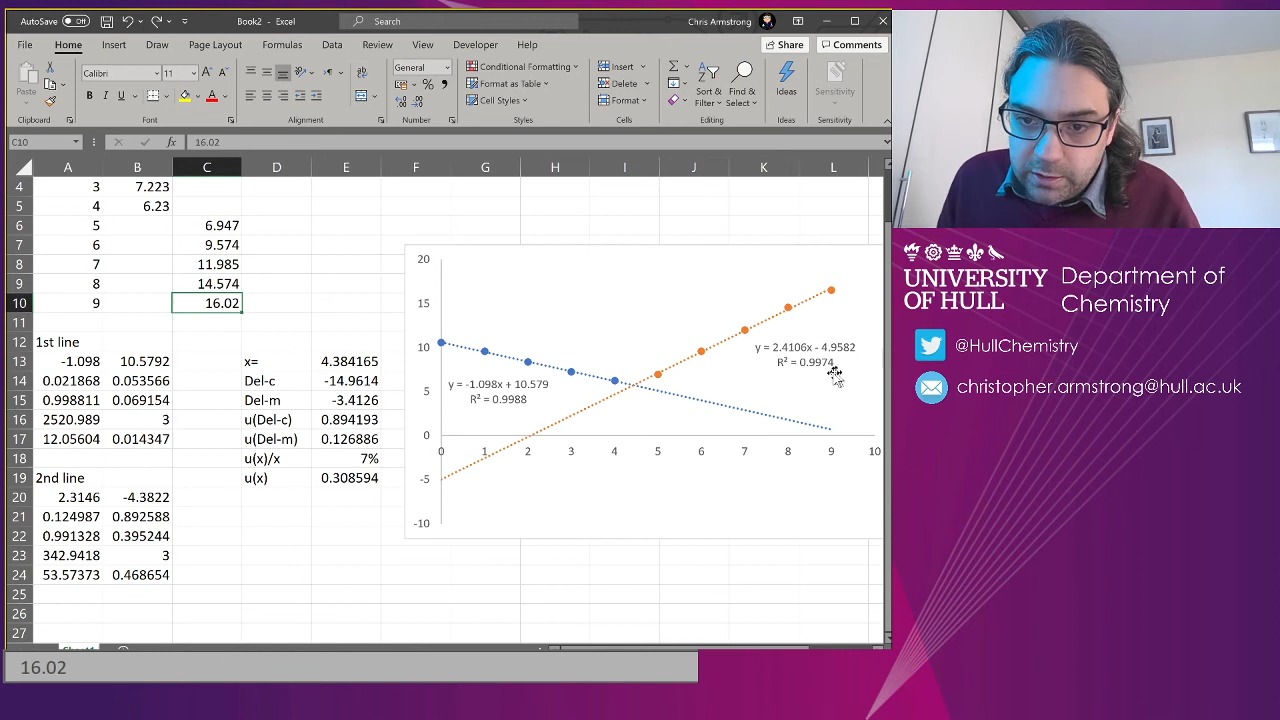 AutoSave Off Book2 - Excel Search Chris Armstrong
File Home Insert Draw Page Layout Formulas Data Review View Developer Help Share Comments
Paste
Calibri 11
General
Conditional Formatting
Format as Table
Cell Styles
Insert
Delete
Format
Sort & Filter
Find & Select
Ideas
Sensitivity
Clipboard Font Alignment Number Styles Cells Editing Ideas Sensitivity
C10 fx 16.02
A B C D E F G H I J K L
4 3 7.223
5 4 6.23
6 5 6.947
7 6 9.574
8 7 11.985
9 8 14.574
10 9 16.02
11
12 1st line
13 -1.098 10.5792 x= 4.384165
14 0.021868 0.053566 Del-c -14.9614
15 0.998811 0.069154 Del-m -3.4126
16 2520.989 3 u(Del-c) 0.894193
17 12.05604 0.014347 u(Del-m) 0.126886
18 u(x)/x 7%
19 2nd line u(x) 0.308594
20 2.3146 -4.3822
21 0.124987 0.892588
22 0.991328 0.395244
23 342.9418 3
24 53.57373 0.468654
25
26
27
20
15
10
5
0
-5
-10
0 1 2 3 4 5 6 7 8 9 10
y = -1.098x + 10.579
R² = 0.9988
y = 2.4106x - 4.9582
R² = 0.9974
Sheet1
16.02
UNIVERSITY OF HULL
Department of Chemistry
@HullChemistry
christopher.armstrong@hull.ac.uk